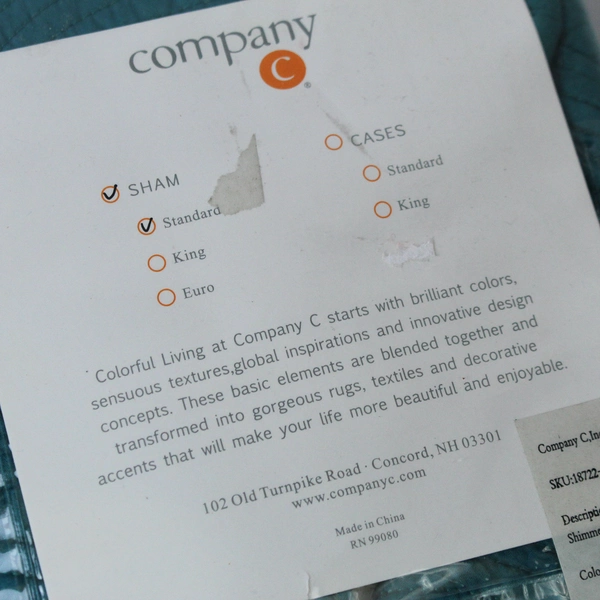 company
C
SHAM
Standard
King
Euro
CASES
Standard
King
Colorful Living at Company C starts with brilliant colors,
sensuous textures,global inspirations and innovative design
concepts. These basic elements are blended together and
transformed into gorgeous rugs, textiles and decorative
accents that will make your life more beautiful and enjoyable.
102 Old Turnpike Road · Concord, NH 03301
www.companyc.com
Made in China
RN 99080
Company C,Inc
SKU:18722-